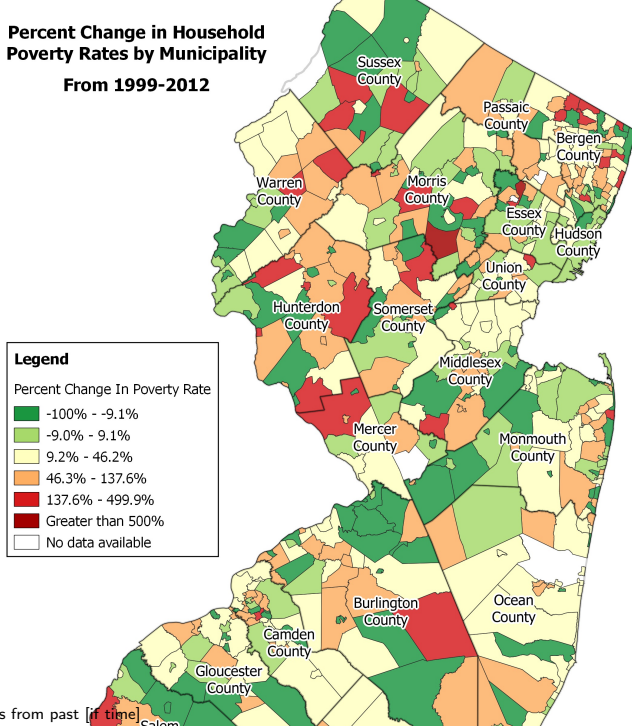 Percent Change in Household
Poverty Rates by Municipality
From 1999-2012
Sussex
County
Passaic
County
Bergen
County
Warren
County
Morris
County
Essex
County
Hudson
County
Union
County
Hunterdon
County
Somerset
County
Middlesex
County
Mercer
County
Monmouth
County
Legend
Percent Change In Poverty Rate
-100% - -9.1%
-9.0% - 9.1%
9.2% - 46.2%
46.3% - 137.6%
137.6% - 499.9%
Greater than 500%
No data available
Burlington
County
Ocean
County
Camden
County
Gloucester
County
s from past [if time]
Salem